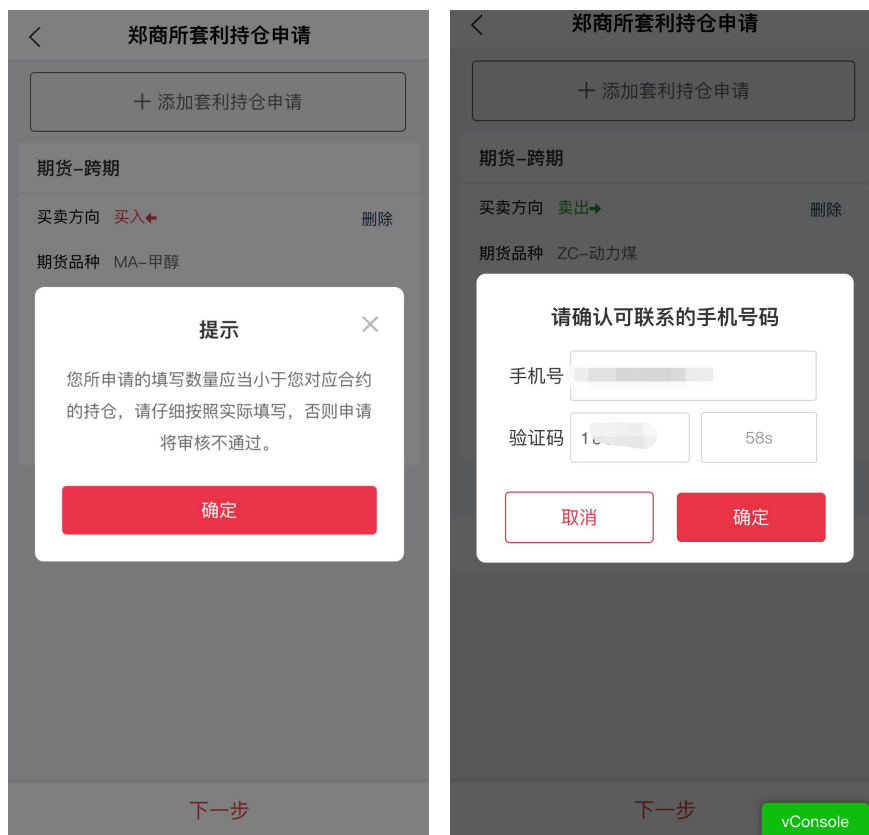 郑商所套利持仓申请
+ 添加套利持仓申请
期货-跨期
买卖方向 买入 删除
期货品种 MA-甲醇
提示
您所申请的填写数量应当小于您对应合约
的持仓，请仔细按照实际填写，否则申请
将审核不通过。
确定
下一步
郑商所套利持仓申请
+ 添加套利持仓申请
期货-跨期
买卖方向 卖出 删除
期货品种 ZC-动力煤
请确认可联系的手机号码
手机号
验证码 58s
取消 确定
下一步
vConsole